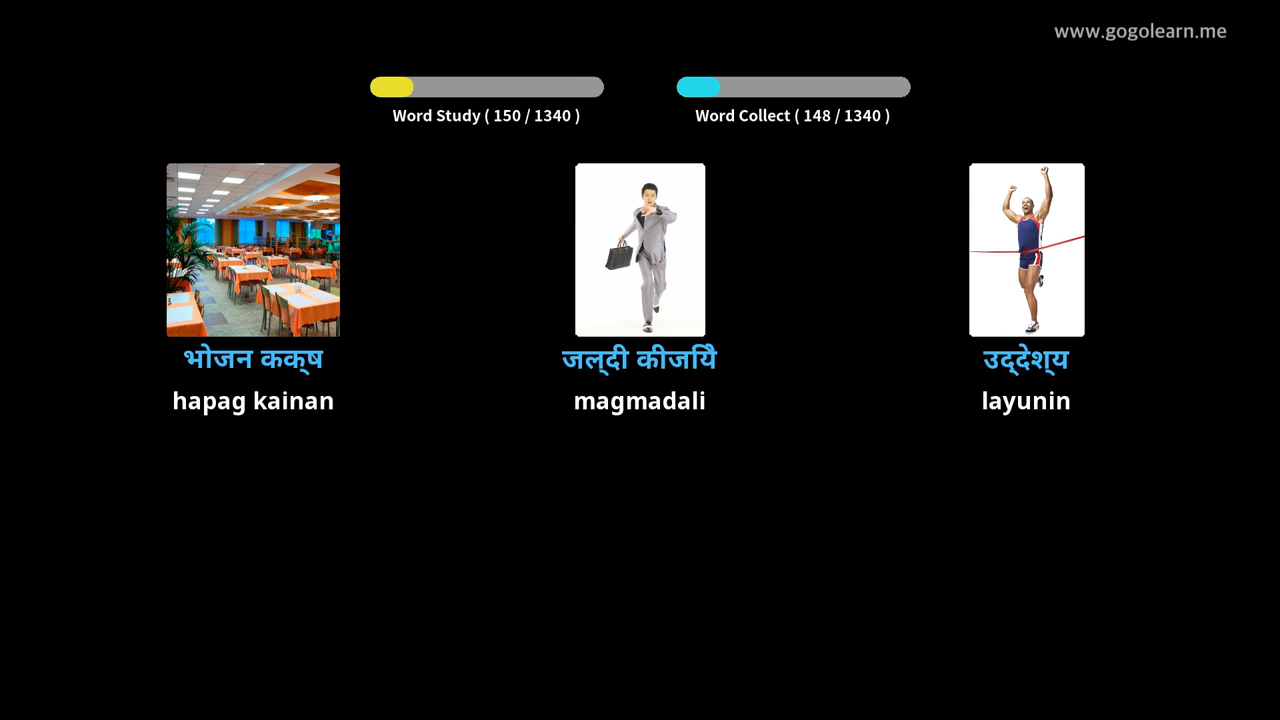 www.gogolearn.me
Word Study ( 150 / 1340 )
Word Collect ( 148 / 1340 )
भोजन कक्ष
जल्दी कीजयेि
उद्देश्य
hapag kainan
magmadali
layunin